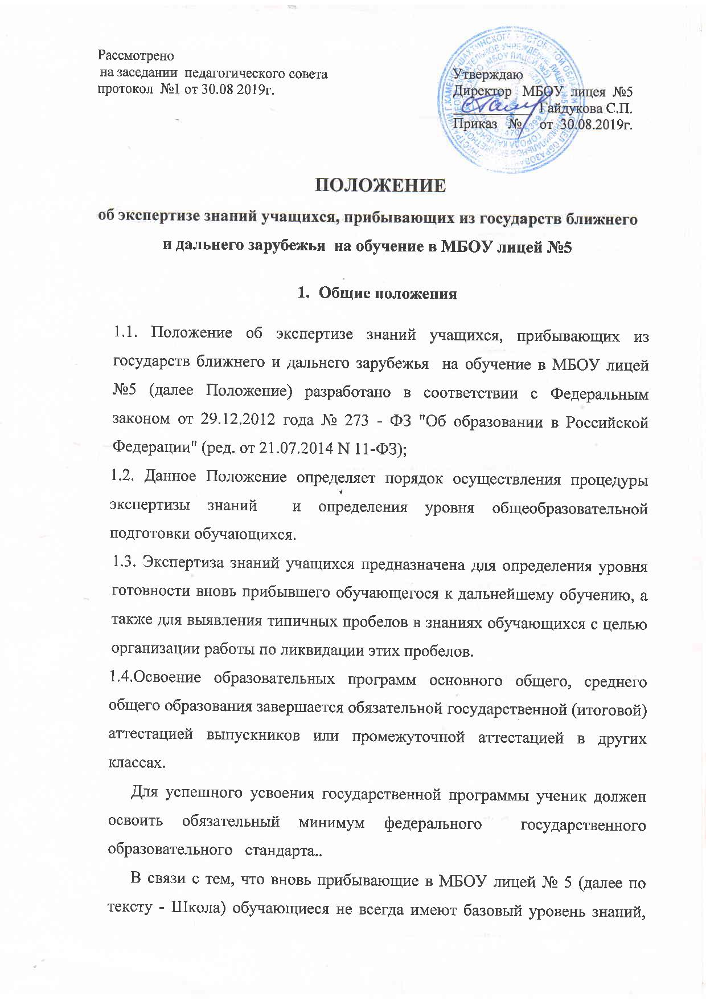 Рассмотрено
на заседании педагогического совета
протокол №1 от 30.08 2019г.
Утверждаю
Директор МБОУ лицея №5
Гайдукова С.П.
Приказ № от 30.08.2019г.
ПОЛОЖЕНИЕ
об экспертизе знаний учащихся, прибывающих из государств ближнего
и дальнего зарубежья на обучение в МБОУ лицей №5
1. Общие положения
1.1. Положение об экспертизе знаний учащихся, прибывающих из
государств ближнего и дальнего зарубежья на обучение в МБОУ лицей
№5 (далее Положение) разработано в соответствии с Федеральным
законом от 29.12.2012 года № 273 - ФЗ "Об образовании в Российской
Федерации" (ред. от 21.07.2014 N 11-ФЗ);
1.2. Данное Положение определяет порядок осуществления процедуры
экспертизы знаний и определения уровня общеобразовательной
подготовки обучающихся.
1.3. Экспертиза знаний учащихся предназначена для определения уровня
готовности вновь прибывшего обучающегося к дальнейшему обучению, а
также для выявления типичных пробелов в знаниях обучающихся с целью
организации работы по ликвидации этих пробелов.
1.4.Освоение образовательных программ основного общего, среднего
общего образования завершается обязательной государственной (итоговой)
аттестацией выпускников или промежуточной аттестацией в других
классах.
Для успешного усвоения государственной программы ученик должен
освоить обязательный минимум федерального государственного
образовательного стандарта..
В связи с тем, что вновь прибывающие в МБОУ лицей № 5 (далее по
тексту - Школа) обучающиеся не всегда имеют базовый уровень знаний,